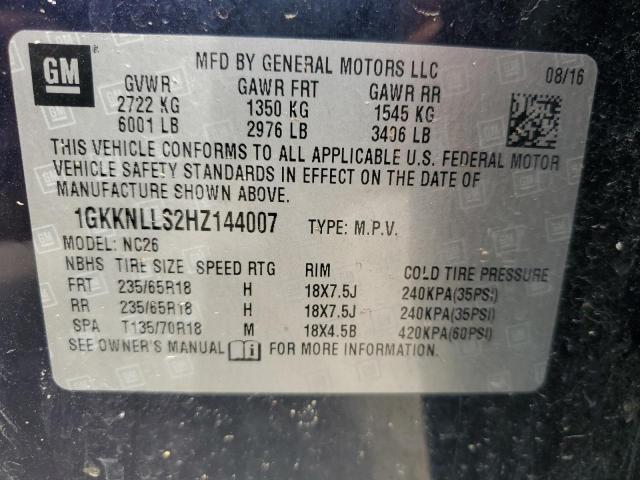 GM
MFD BY GENERAL MOTORS LLC 08/16
GVWR GAWR FRT GAWR RR
2722 KG 1350 KG 1545 KG
6001 LB 2976 LB 3406 LB
THIS VEHICLE CONFORMS TO ALL APPLICABLE U.S. FEDERAL MOTOR
VEHICLE SAFETY STANDARDS IN EFFECT ON THE DATE OF
MANUFACTURE SHOWN ABOVE.
1GKKNLLS2HZ144007 TYPE: M.P.V.
MODEL: NC26
NBHS TIRE SIZE SPEED RTG RIM COLD TIRE PRESSURE
FRT 235/65R18 H 18X7.5J 240KPA(35PSI)
RR 235/65R18 H 18X7.5J 240KPA(35PSI)
SPA T135/70R18 M 18X4.5B 420KPA(60PSI)
SEE OWNER'S MANUAL FOR MORE INFORMATION.